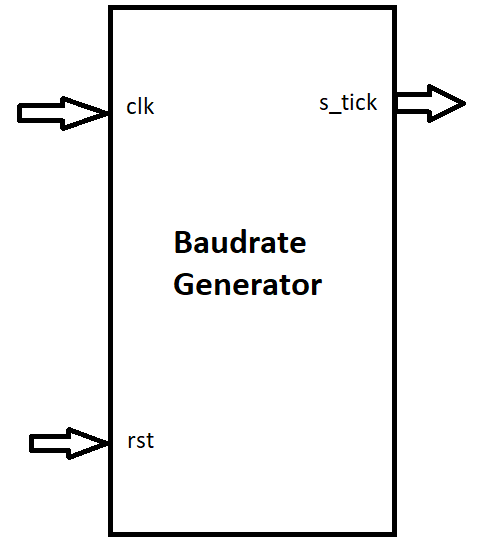 clk
s_tick
Baudrate
Generator
rst